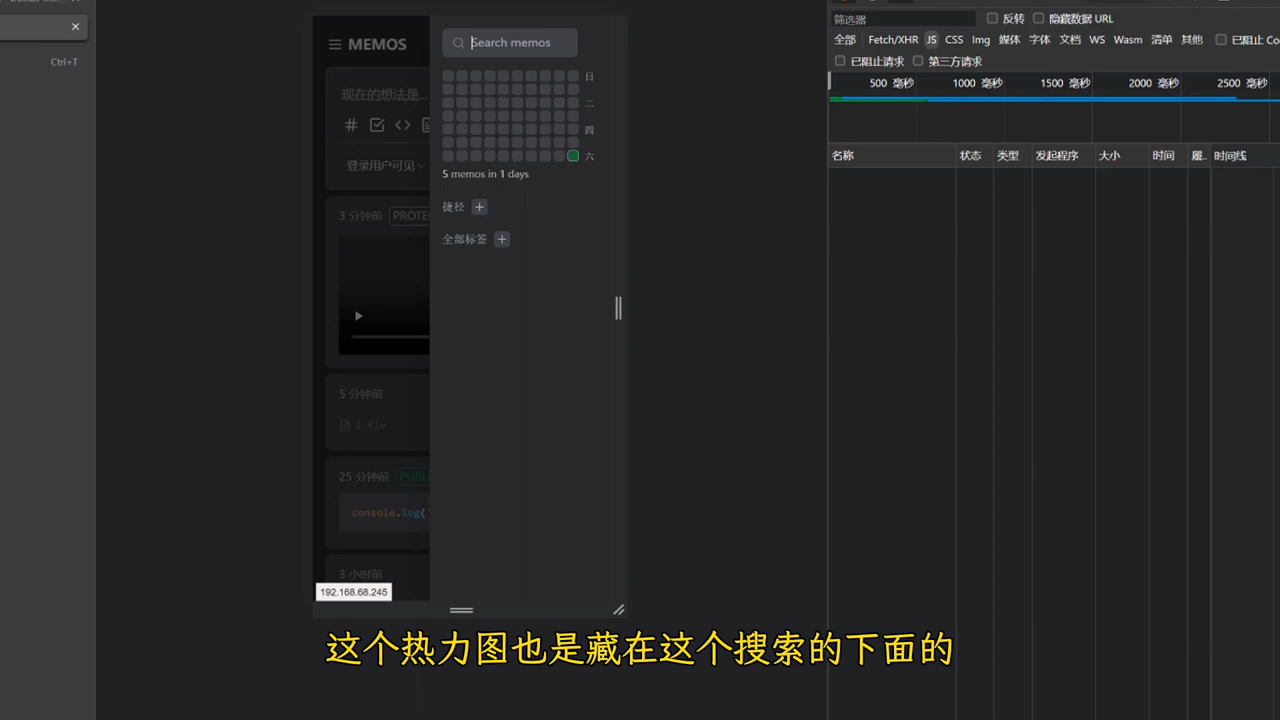 Ctrl+T
MEMOS
现在的想法是...
登录用户可见
3 分钟前 PROTE
5 分钟前
2.flv
25 分钟前 PUBL
console.log('
3 小时前
192.168.68.245
Search memos
日
二
四
六
5 memos in 1 days
捷径
全部标签
筛选器
反转
隐藏数据 URL
全部 Fetch/XHR JS CSS Img 媒体 字体 文档 WS Wasm 清单 其他 已阻止 Co
已阻止请求 第三方请求
500 毫秒 1000 毫秒 1500 毫秒 2000 毫秒 2500 毫秒
名称 状态 类型 发起程序 大小 时间 履.. 时间线
这个热力图也是藏在这个搜索的下面的